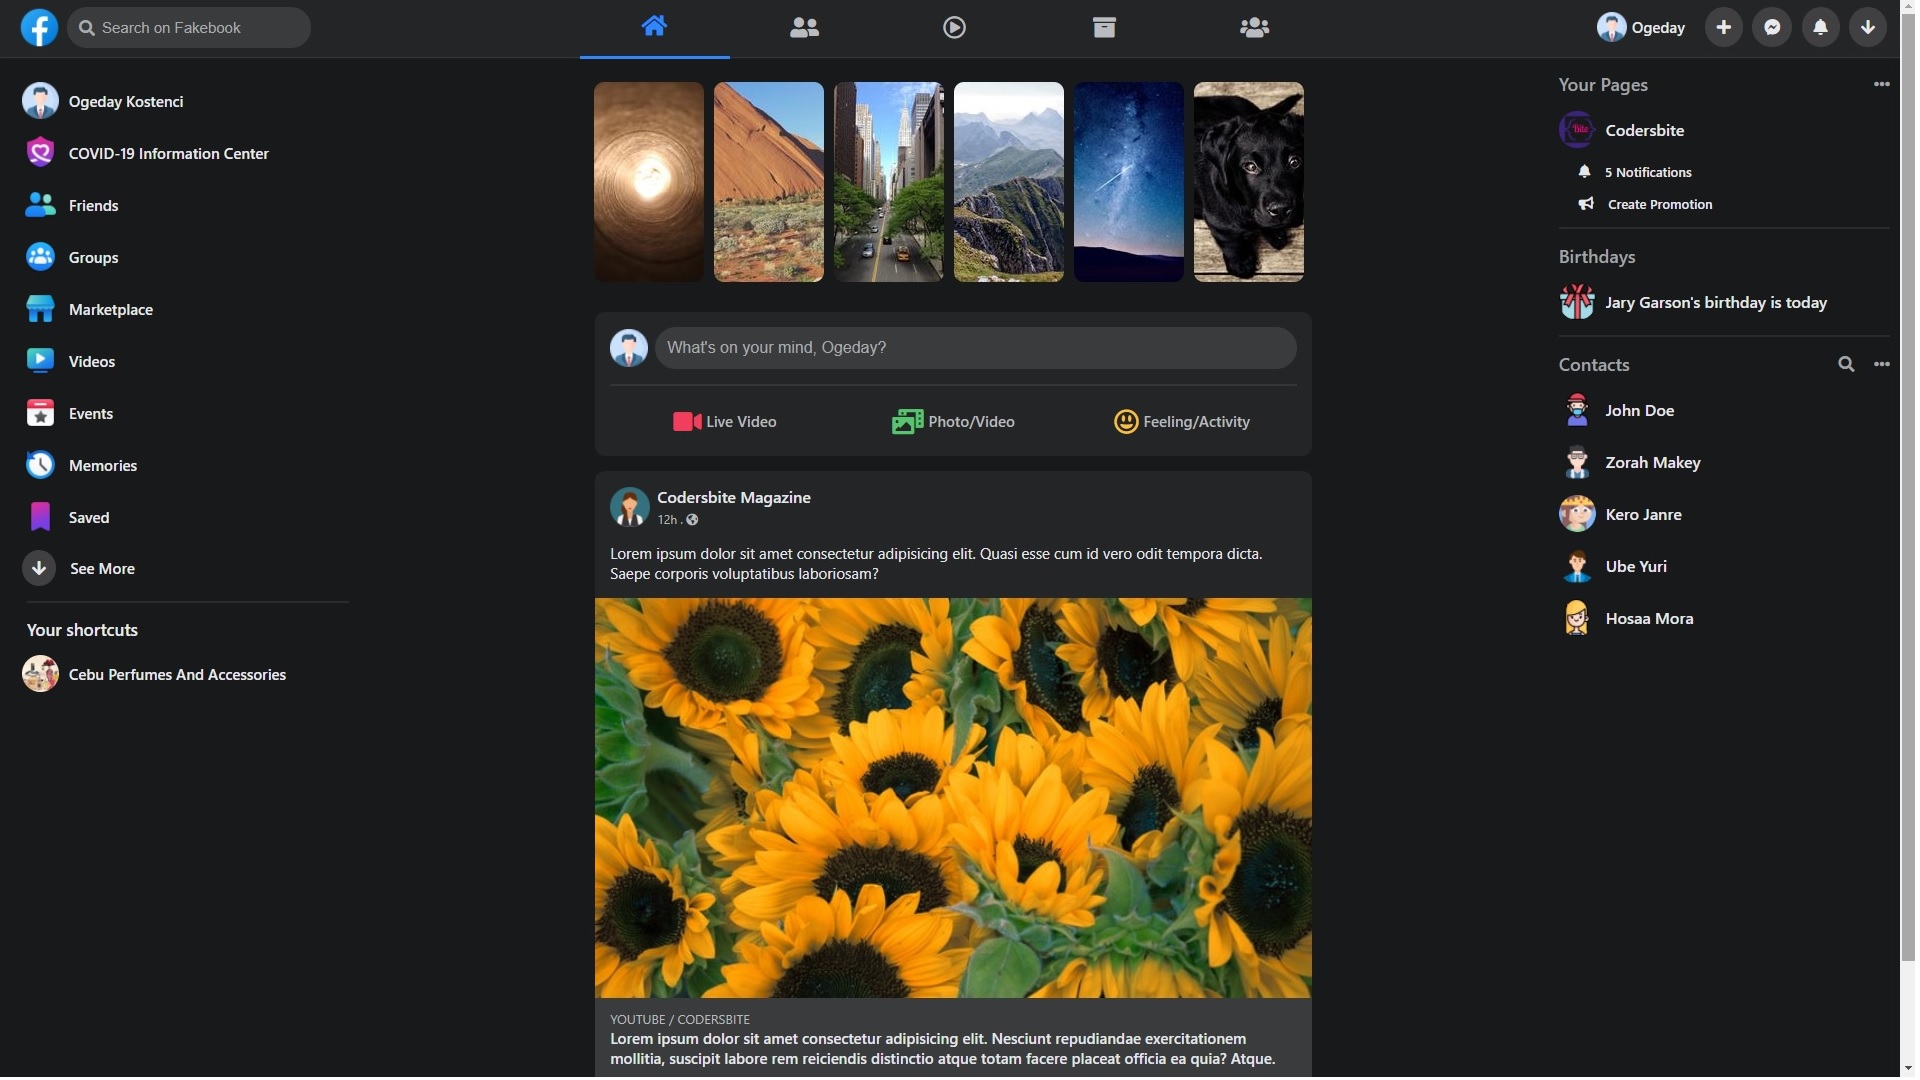 Search on Fakebook
Ogeday
Ogeday Kostenci
COVID-19 Information Center
Friends
Groups
Marketplace
Videos
Events
Memories
Saved
See More
Your shortcuts
Cebu Perfumes And Accessories
What's on your mind, Ogeday?
Live Video
Photo/Video
Feeling/Activity
Codersbite Magazine
12h .
Lorem ipsum dolor sit amet consectetur adipisicing elit. Quasi esse cum id vero odit tempora dicta.
Saepe corporis voluptatibus laboriosam?
YOUTUBE / CODERSBITE
Lorem ipsum dolor sit amet consectetur adipisicing elit. Nesciunt repudiandae exercitationem
mollitia, suscipit labore rem reiciendis distinctio atque totam facere placeat officia ea quia? Atque.
Your Pages
Bite
Codersbite
5 Notifications
Create Promotion
Birthdays
Jary Garson's birthday is today
Contacts
John Doe
Zorah Makey
Kero Janre
Ube Yuri
Hosaa Mora